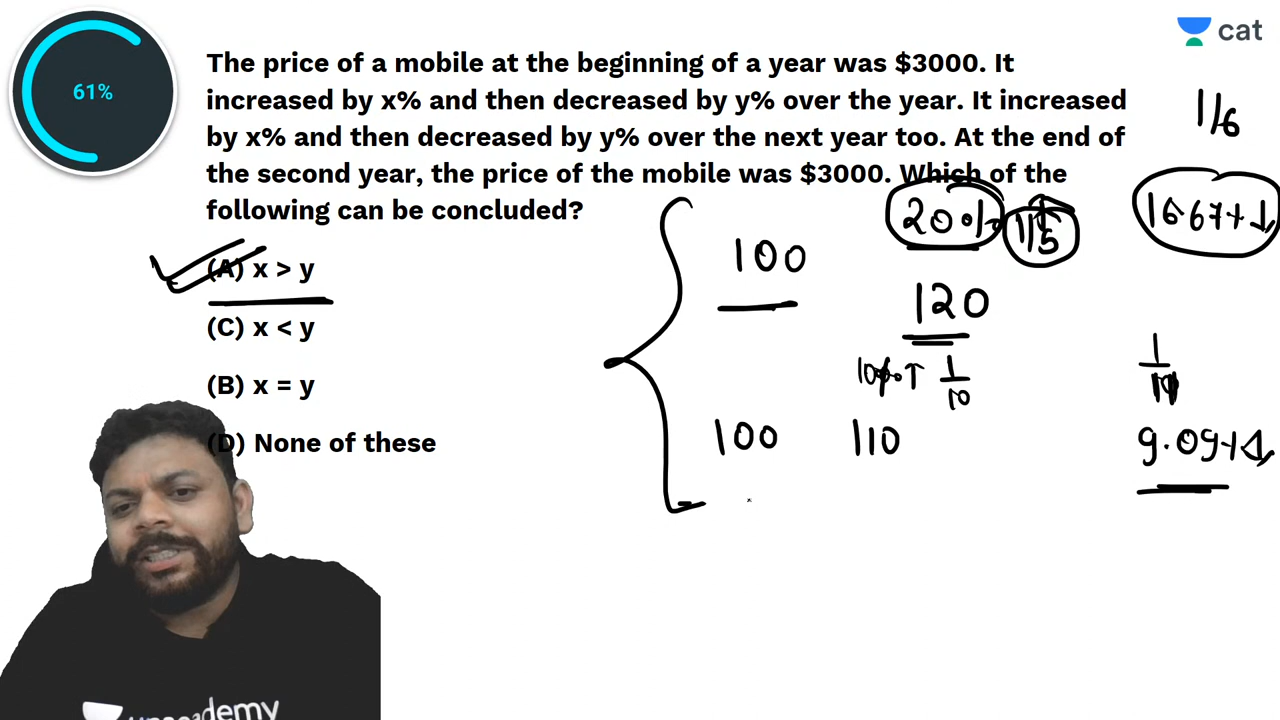 61%
cat
The price of a mobile at the beginning of a year was $3000. It
increased by x% and then decreased by y% over the year. It increased
by x% and then decreased by y% over the next year too. At the end of
the second year, the price of the mobile was $3000. Which of the
following can be concluded?
1/6
20% 1/5
16.67% ↓
100
(A) x > y
120
(C) x < y
10% ↑ 1/10
(B) x = y
100 110
9.09% ↓
(D) None of these